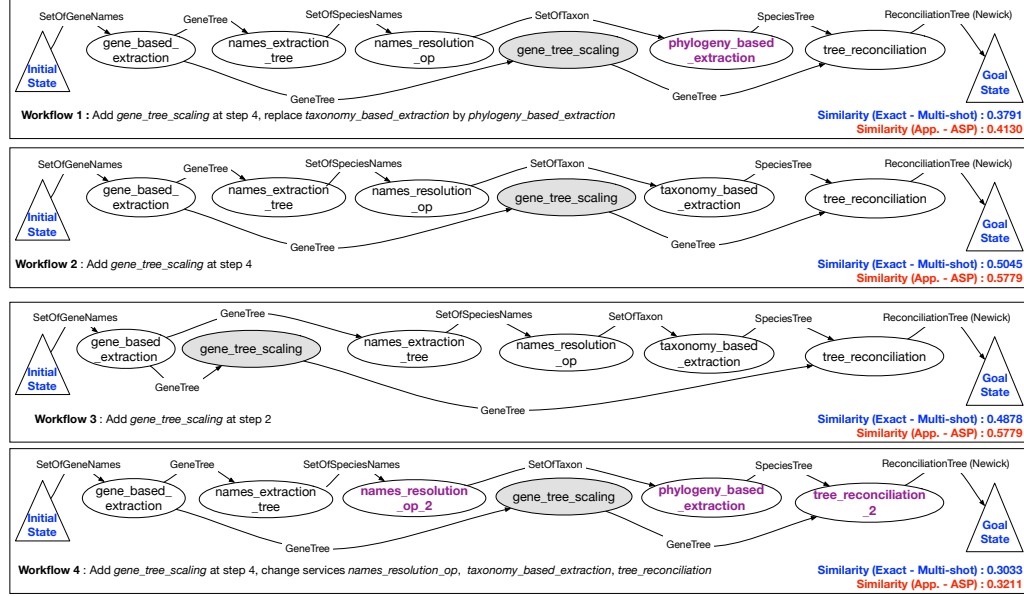 SetOfGeneNames
GeneTree
SetOfSpeciesNames
SetOfTaxon
SpeciesTree
ReconciliationTree (Newick)
Initial
State
gene_based_
extraction
names_extraction
_tree
names_resolution
_op
gene_tree_scaling
phylogeny_based
_extraction
tree_reconciliation
Goal
State
GeneTree
GeneTree
Workflow 1 : Add gene_tree_scaling at step 4, replace taxonomy_based_extraction by phylogeny_based_extraction
Similarity (Exact - Multi-shot) : 0.3791
Similarity (App. - ASP) : 0.4130
SetOfGeneNames
GeneTree
SetOfSpeciesNames
SetOfTaxon
SpeciesTree
ReconciliationTree (Newick)
Initial
State
gene_based_
extraction
names_extraction
_tree
names_resolution
_op
gene_tree_scaling
taxonomy_based
_extraction
tree_reconciliation
Goal
State
GeneTree
GeneTree
Workflow 2 : Add gene_tree_scaling at step 4
Similarity (Exact - Multi-shot) : 0.5045
Similarity (App. - ASP) : 0.5779
SetOfGeneNames
GeneTree
SetOfSpeciesNames
SetOfTaxon
SpeciesTree
ReconciliationTree (Newick)
Initial
State
gene_based
_extraction
gene_tree_scaling
names_extraction
_tree
names_resolution
_op
taxonomy_based
_extraction
tree_reconciliation
Goal
State
GeneTree
GeneTree
Workflow 3 : Add gene_tree_scaling at step 2
Similarity (Exact - Multi-shot) : 0.4878
Similarity (App. - ASP) : 0.5779
SetOfGeneNames
GeneTree
SetOfSpeciesNames
SetOfTaxon
SpeciesTree
ReconciliationTree (Newick)
Initial
State
gene_based_
extraction
names_extraction
_tree
names_resolution
_op_2
gene_tree_scaling
phylogeny_based
_extraction
tree_reconciliation
_2
Goal
State
GeneTree
GeneTree
Workflow 4 : Add gene_tree_scaling at step 4, change services names_resolution_op, taxonomy_based_extraction, tree_reconciliation
Similarity (Exact - Multi-shot) : 0.3033
Similarity (App. - ASP) : 0.3211